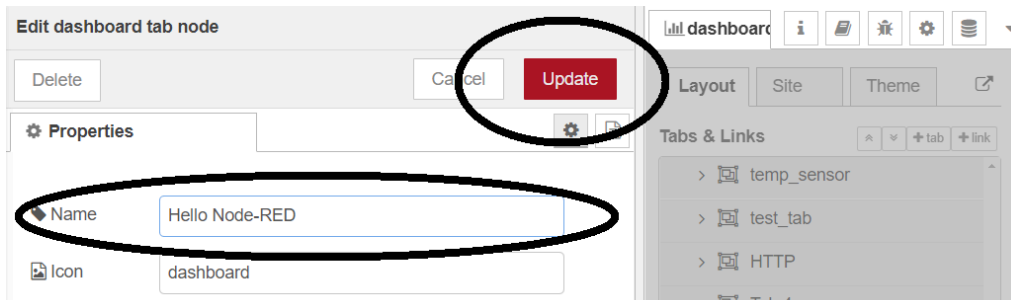 Edit dashboard tab node
Delete
Cancel
Update
Properties
Name
Hello Node-RED
Icon
dashboard
dashboard
i
Layout
Site
Theme
Tabs & Links
+tab
+link
temp_sensor
test_tab
HTTP